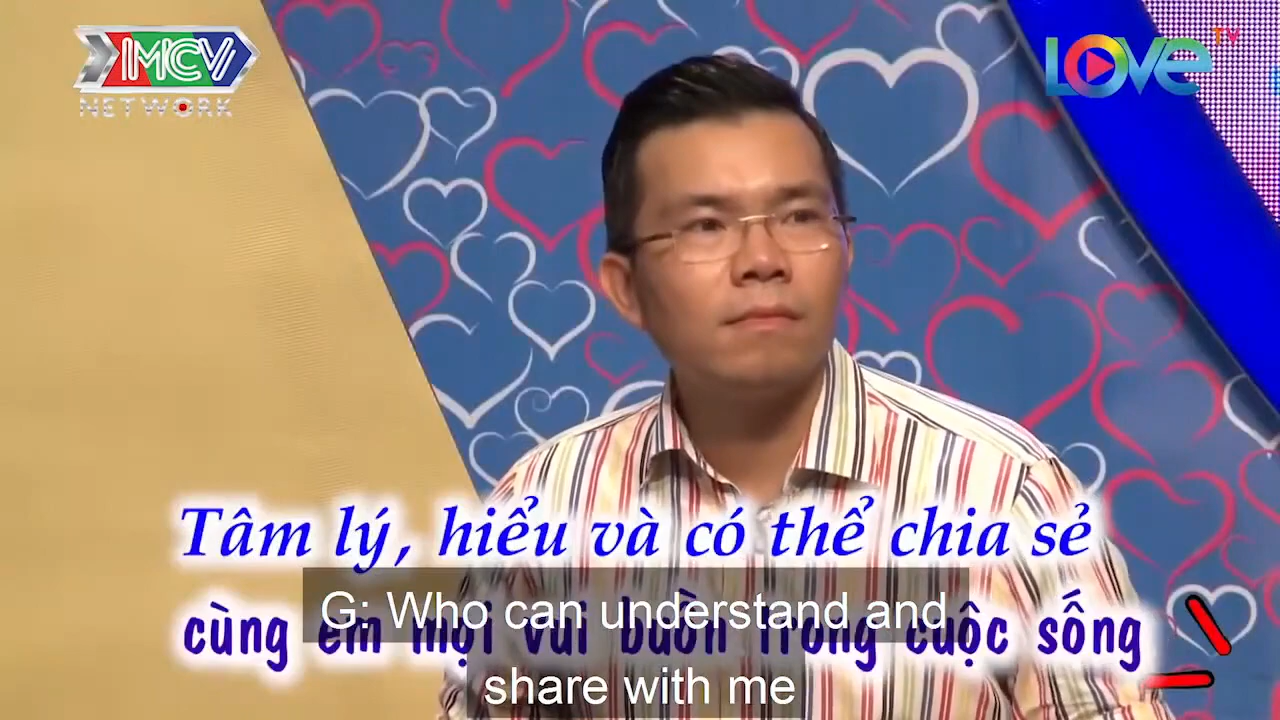 MCV
NETWORK
LOVE TV
Tâm lý, hiểu và có thể chia sẻ
cùng em mọi vui buồn trong cuộc sống
G: Who can understand and
share with me